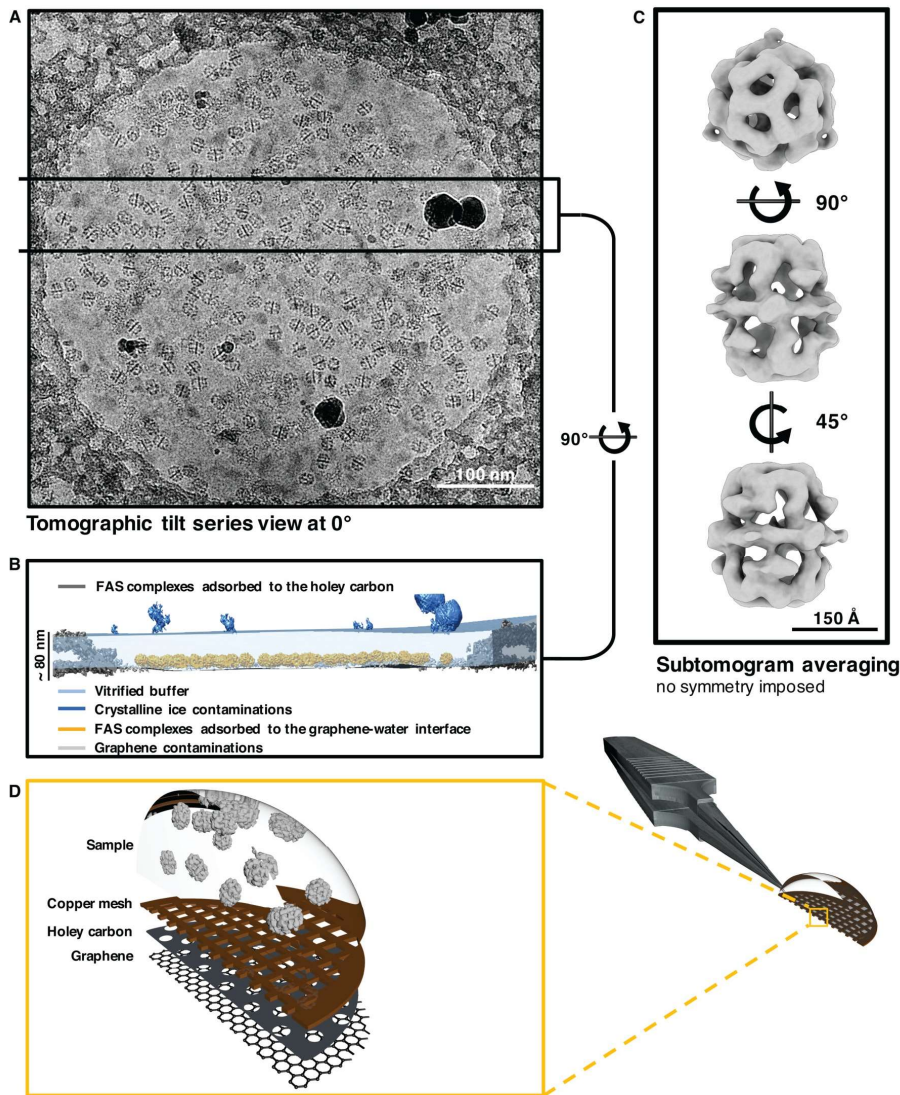 A
100 nm
Tomographic tilt series view at 0°
90°
B
FAS complexes adsorbed to the holey carbon
~ 80 nm
Vitrified buffer
Crystalline ice contaminations
FAS complexes adsorbed to the graphene-water interface
Graphene contaminations
C
90°
45°
150 Å
Subtomogram averaging
no symmetry imposed
D
Sample
Copper mesh
Holey carbon
Graphene